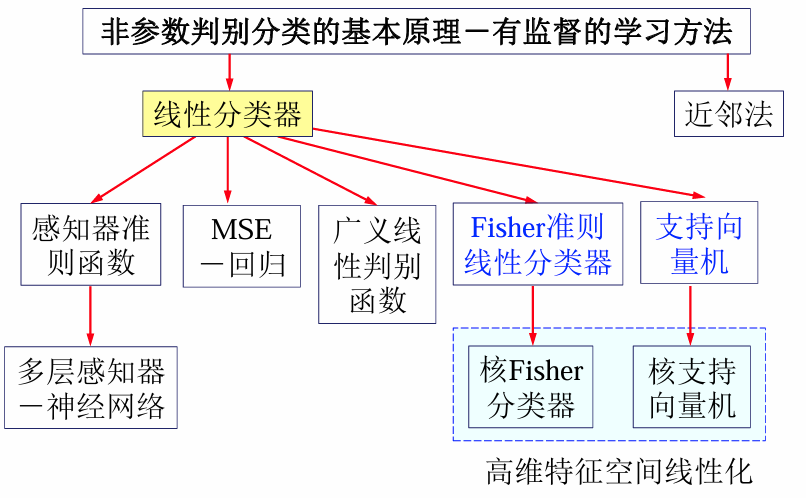 非参数判别分类的基本原理－有监督的学习方法
线性分类器
近邻法
感知器准
则函数
MSE
－回归
广义线
性判别
函数
Fisher准则
线性分类器
支持向
量机
多层感知器
－神经网络
核Fisher
分类器
核支持
向量机
高维特征空间线性化